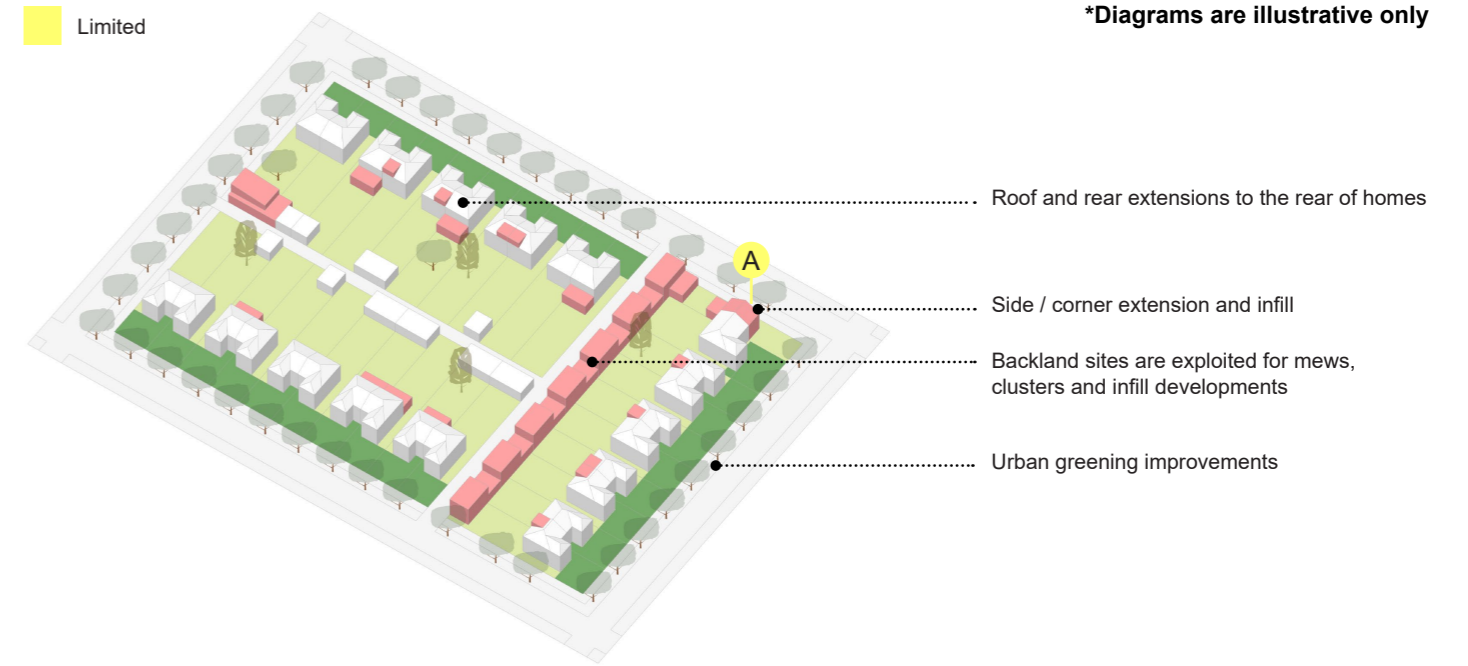 Limited
*Diagrams are illustrative only
Roof and rear extensions to the rear of homes
A
Side / corner extension and infill
Backland sites are exploited for mews,
clusters and infill developments
Urban greening improvements